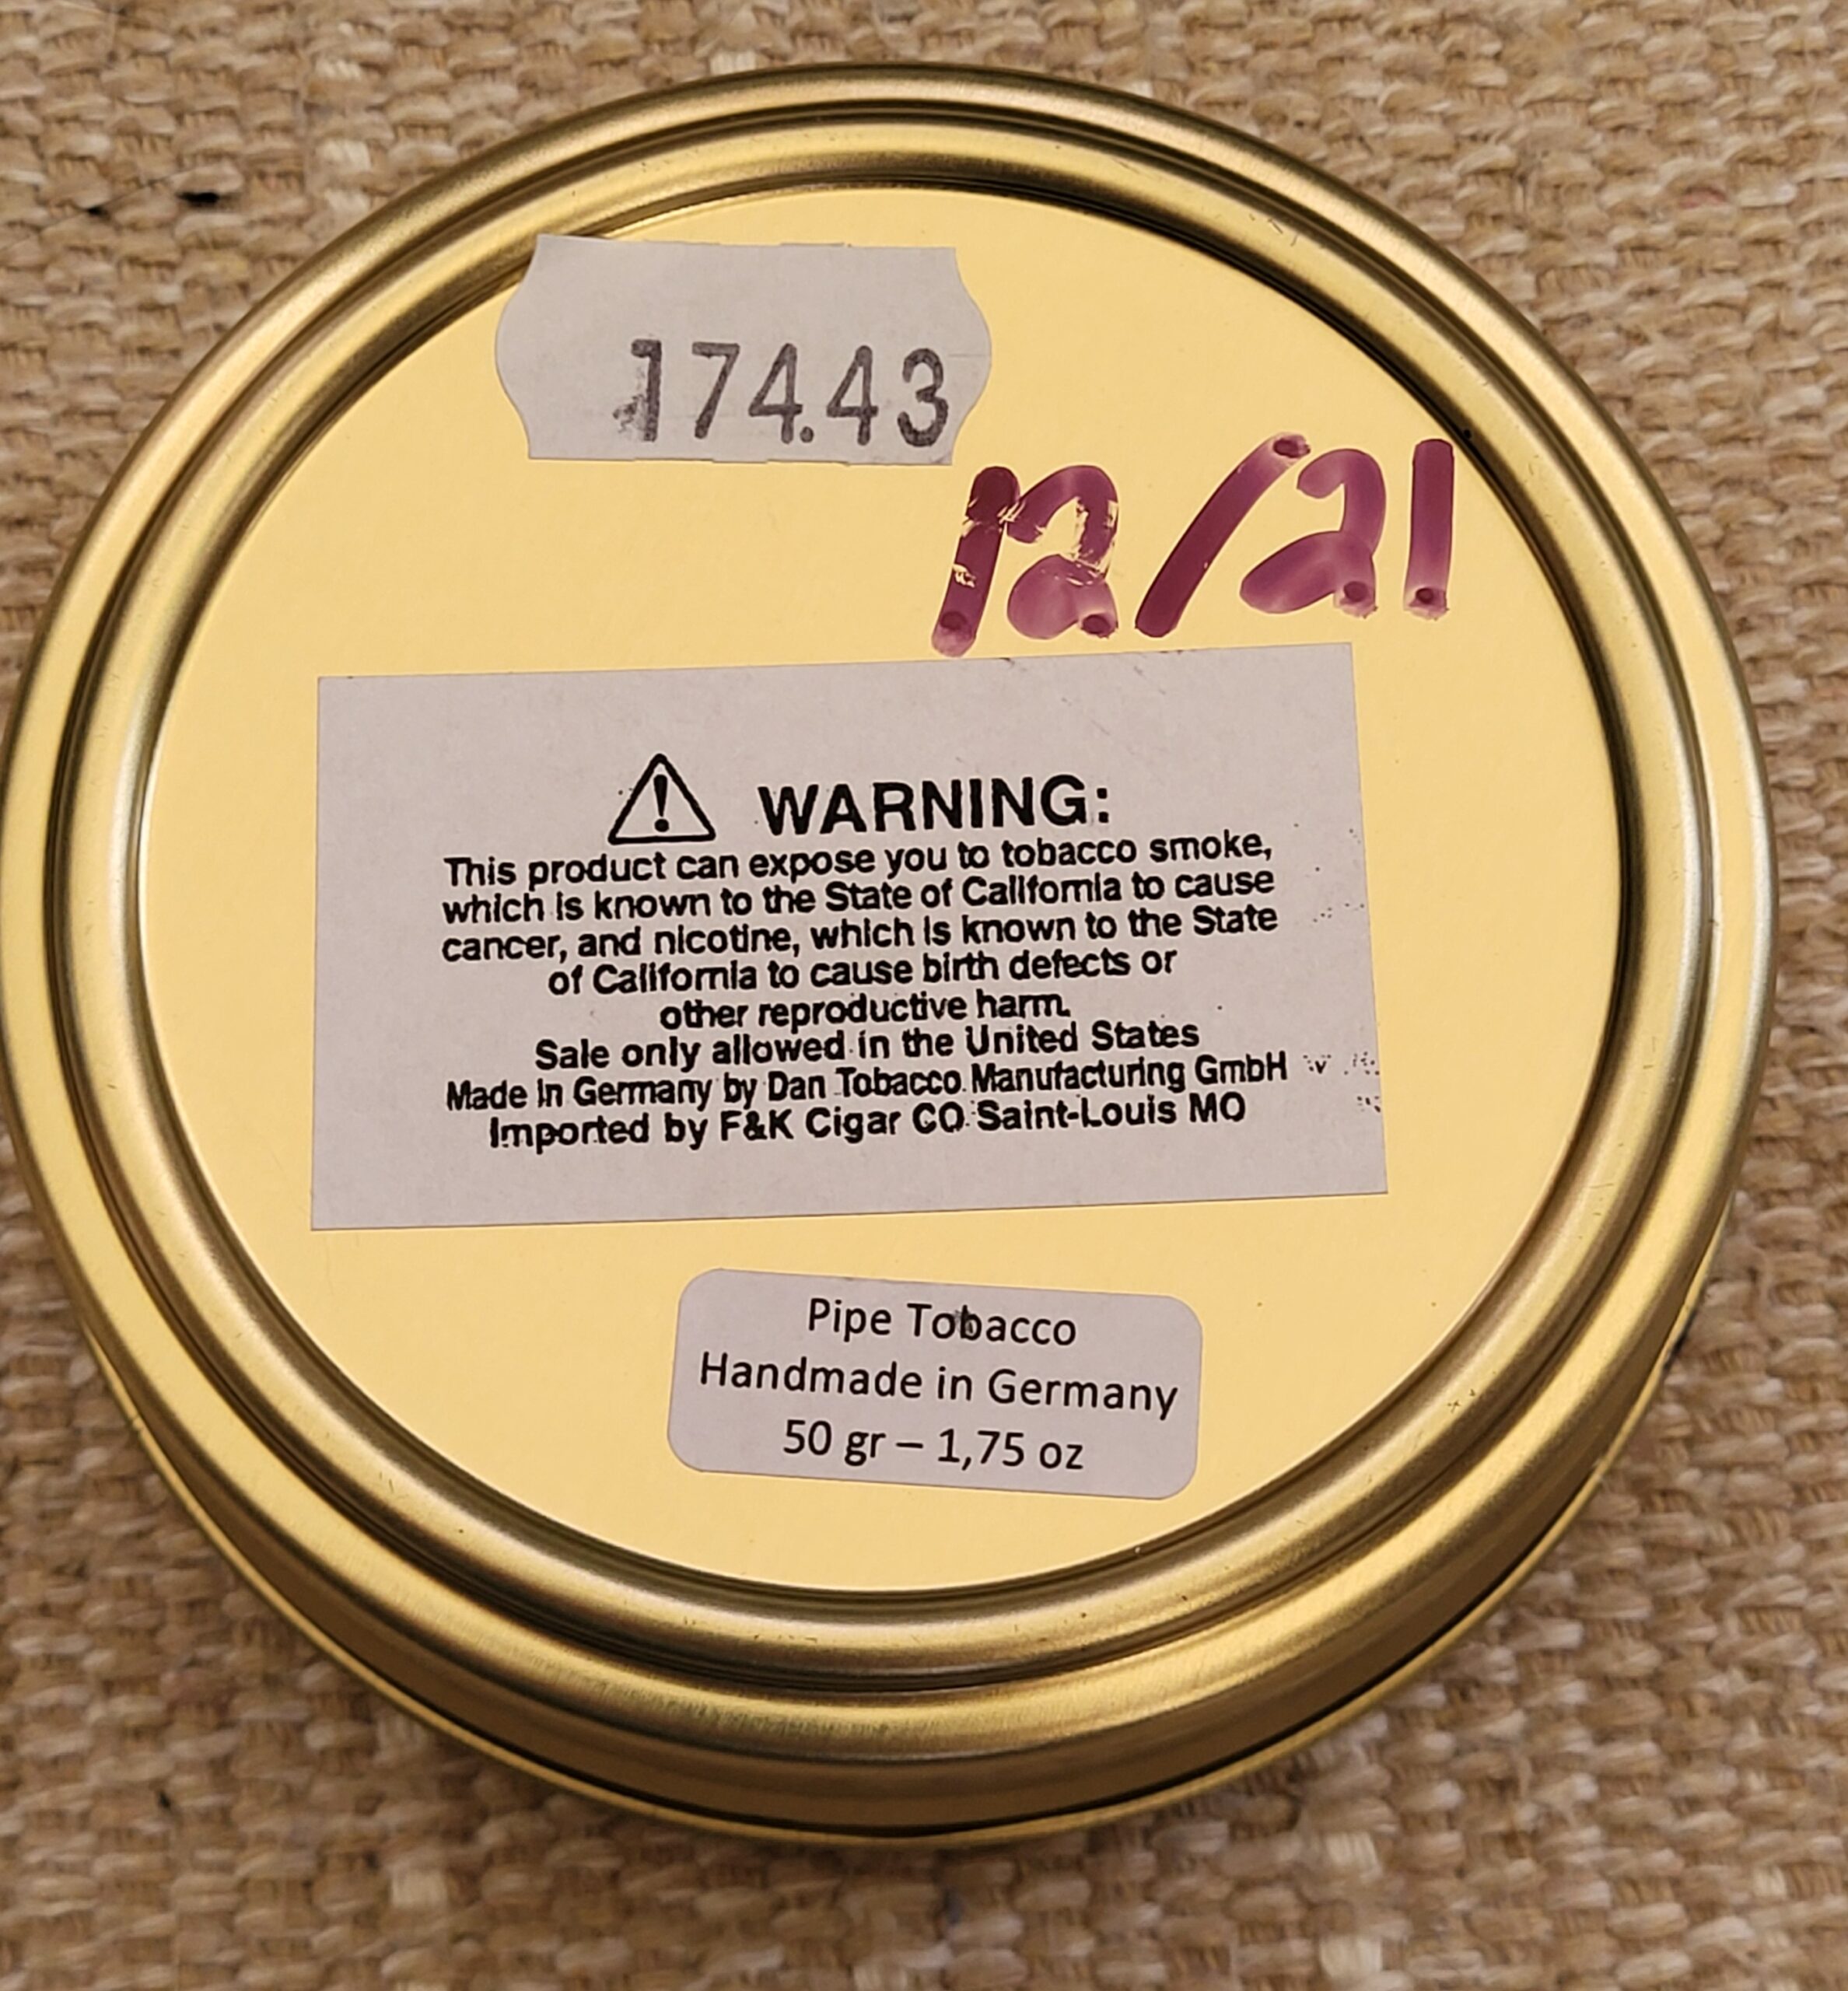 174.43
12/21
WARNING:
This product can expose you to tobacco smoke,
which is known to the State of California to cause
cancer, and nicotine, which is known to the State
of California to cause birth defects or
other reproductive harm.
Sale only allowed in the United States
Made in Germany by Dan Tobacco Manufacturing GmbH
Imported by F&K Cigar CO Saint-Louis MO
Pipe Tobacco
Handmade in Germany
50 gr – 1,75 oz